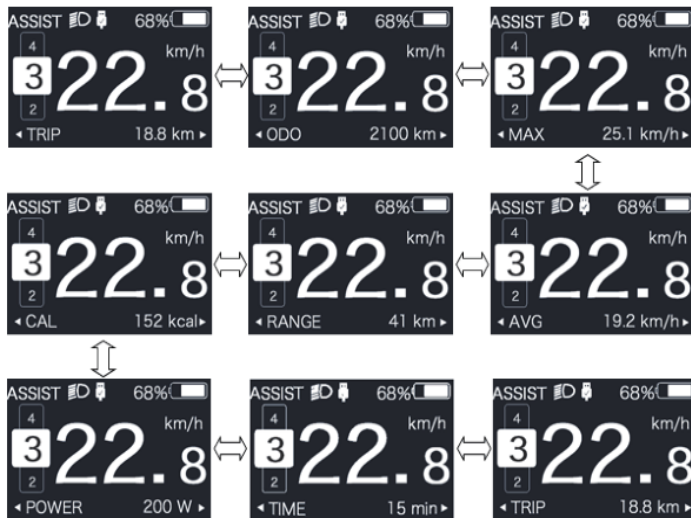 ASSIST 68%
4
km/h
3
22.8
2
TRIP 18.8 km
ASSIST 68%
4
km/h
3
22.8
2
ODO 2100 km
ASSIST 68%
4
km/h
3
22.8
2
MAX 25.1 km/h
ASSIST 68%
4
km/h
3
22.8
2
CAL 152 kcal
ASSIST 68%
4
km/h
3
22.8
2
RANGE 41 km
ASSIST 68%
4
km/h
3
22.8
2
AVG 19.2 km/h
ASSIST 68%
4
km/h
3
22.8
2
POWER 200 W
ASSIST 68%
4
km/h
3
22.8
2
TIME 15 min
ASSIST 68%
4
km/h
3
22.8
2
TRIP 18.8 km